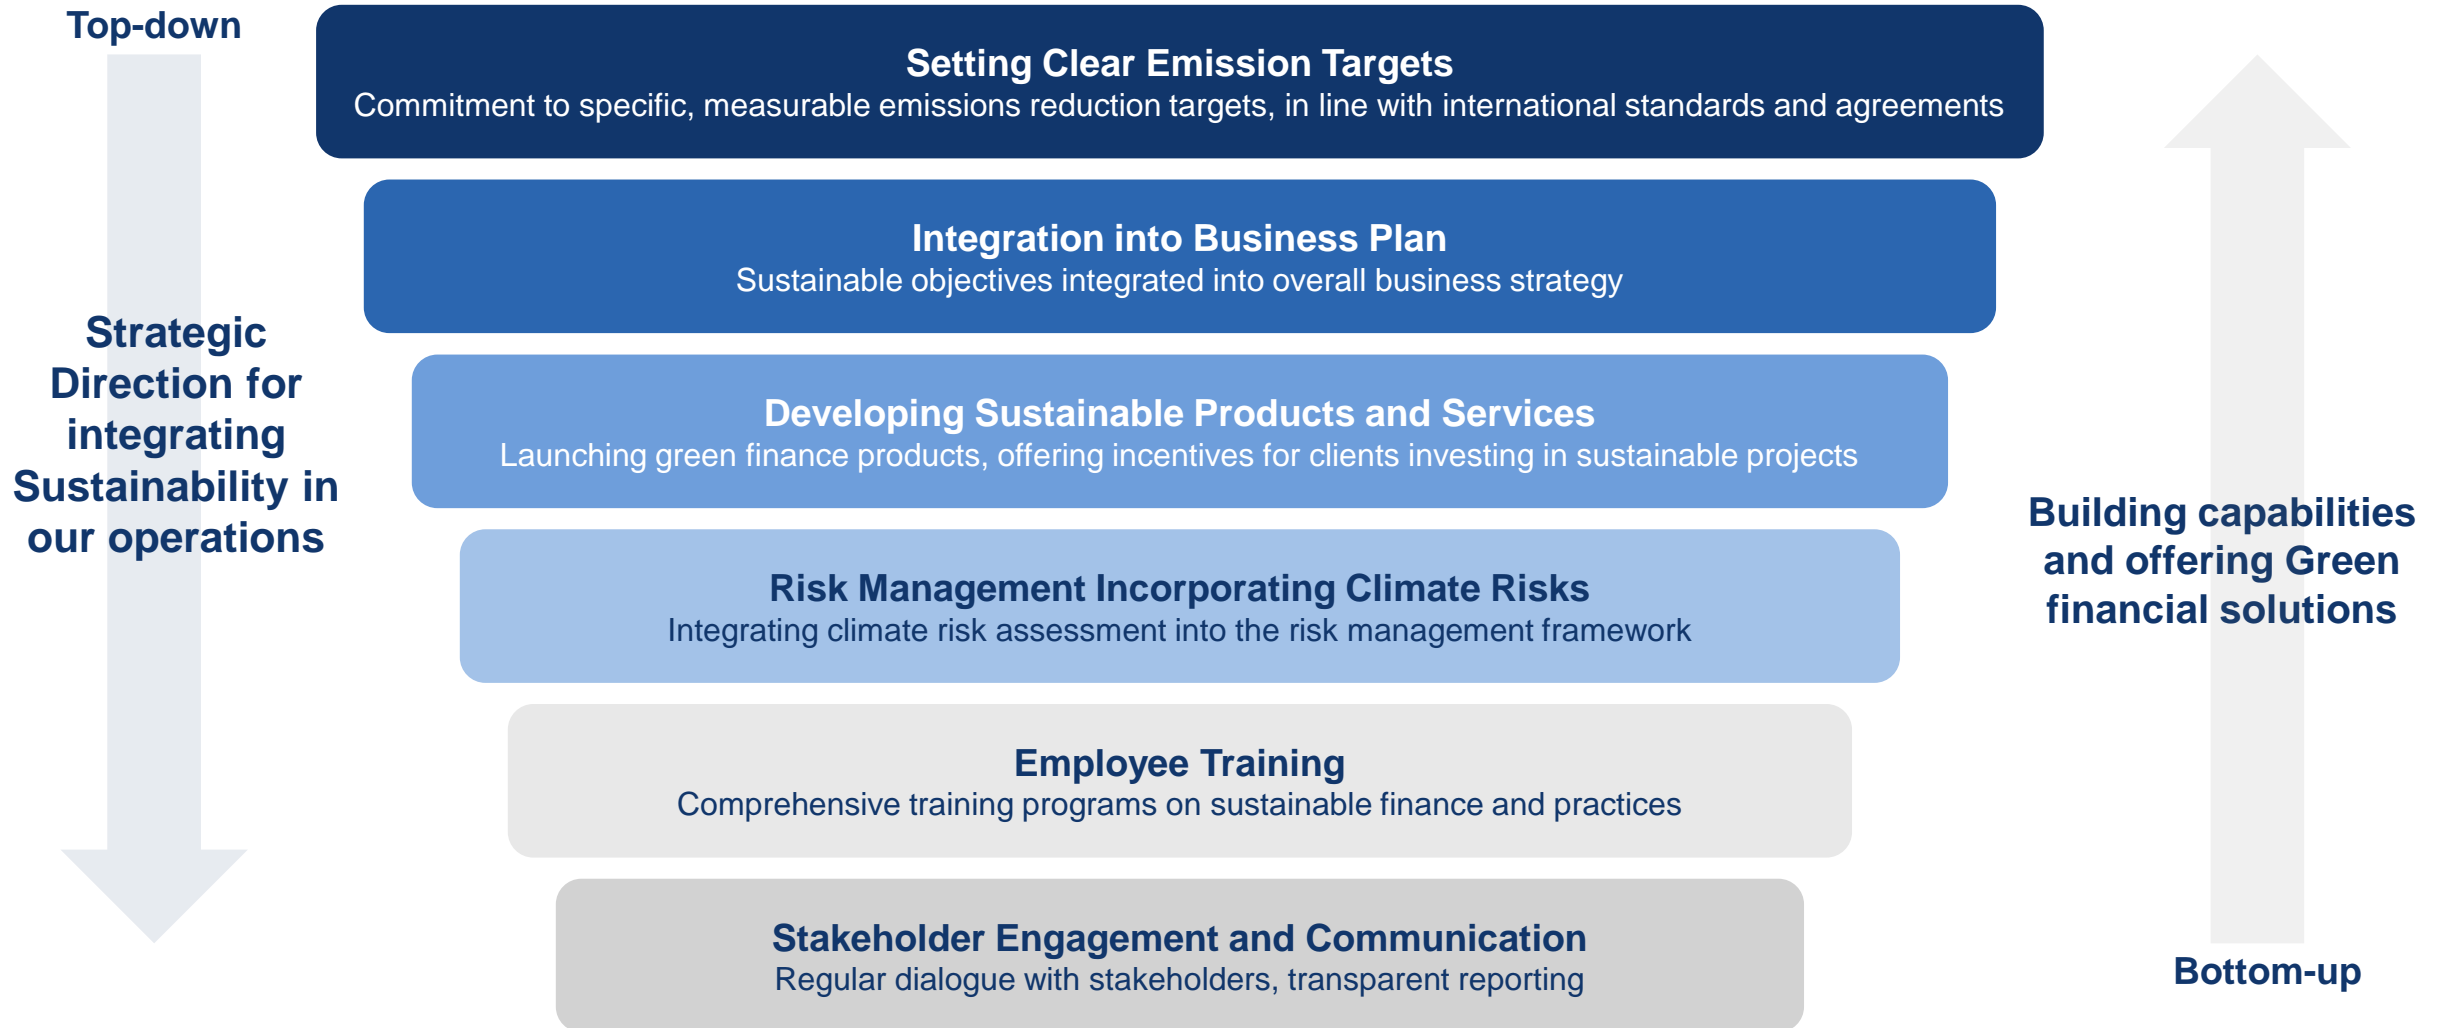 Top-down
Strategic
Direction for
integrating
Sustainability in
our operations
Setting Clear Emission Targets
Commitment to specific, measurable emissions reduction targets, in line with international standards and agreements
Integration into Business Plan
Sustainable objectives integrated into overall business strategy
Developing Sustainable Products and Services
Launching green finance products, offering incentives for clients investing in sustainable projects
Risk Management Incorporating Climate Risks
Integrating climate risk assessment into the risk management framework
Employee Training
Comprehensive training programs on sustainable finance and practices
Stakeholder Engagement and Communication
Regular dialogue with stakeholders, transparent reporting
Building capabilities
and offering Green
financial solutions
Bottom-up